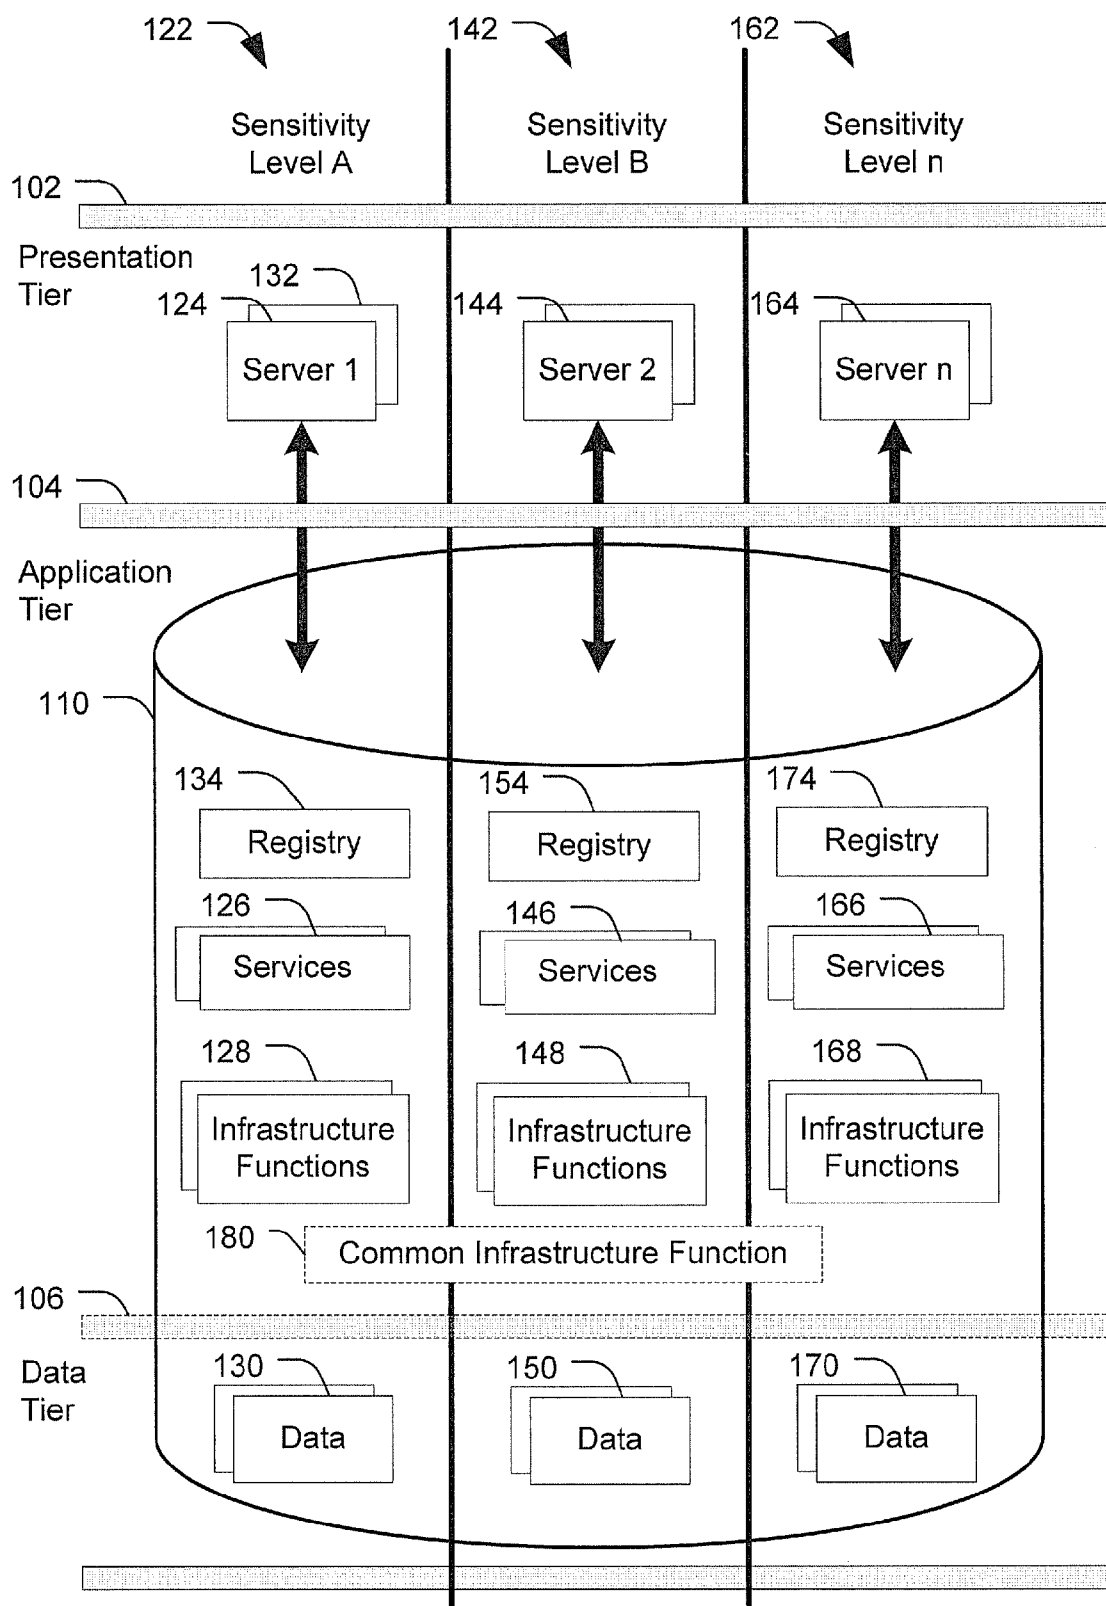 122
142
162
Sensitivity
Level A
Sensitivity
Level B
Sensitivity
Level n
102
Presentation
Tier
132
124
144
164
Server 1
Server 2
Server n
104
Application
Tier
110
134
154
174
Registry
Registry
Registry
126
146
166
Services
Services
Services
128
148
168
Infrastructure
Functions
Infrastructure
Functions
Infrastructure
Functions
180
Common Infrastructure Function
106
Data
Tier
130
150
170
Data
Data
Data